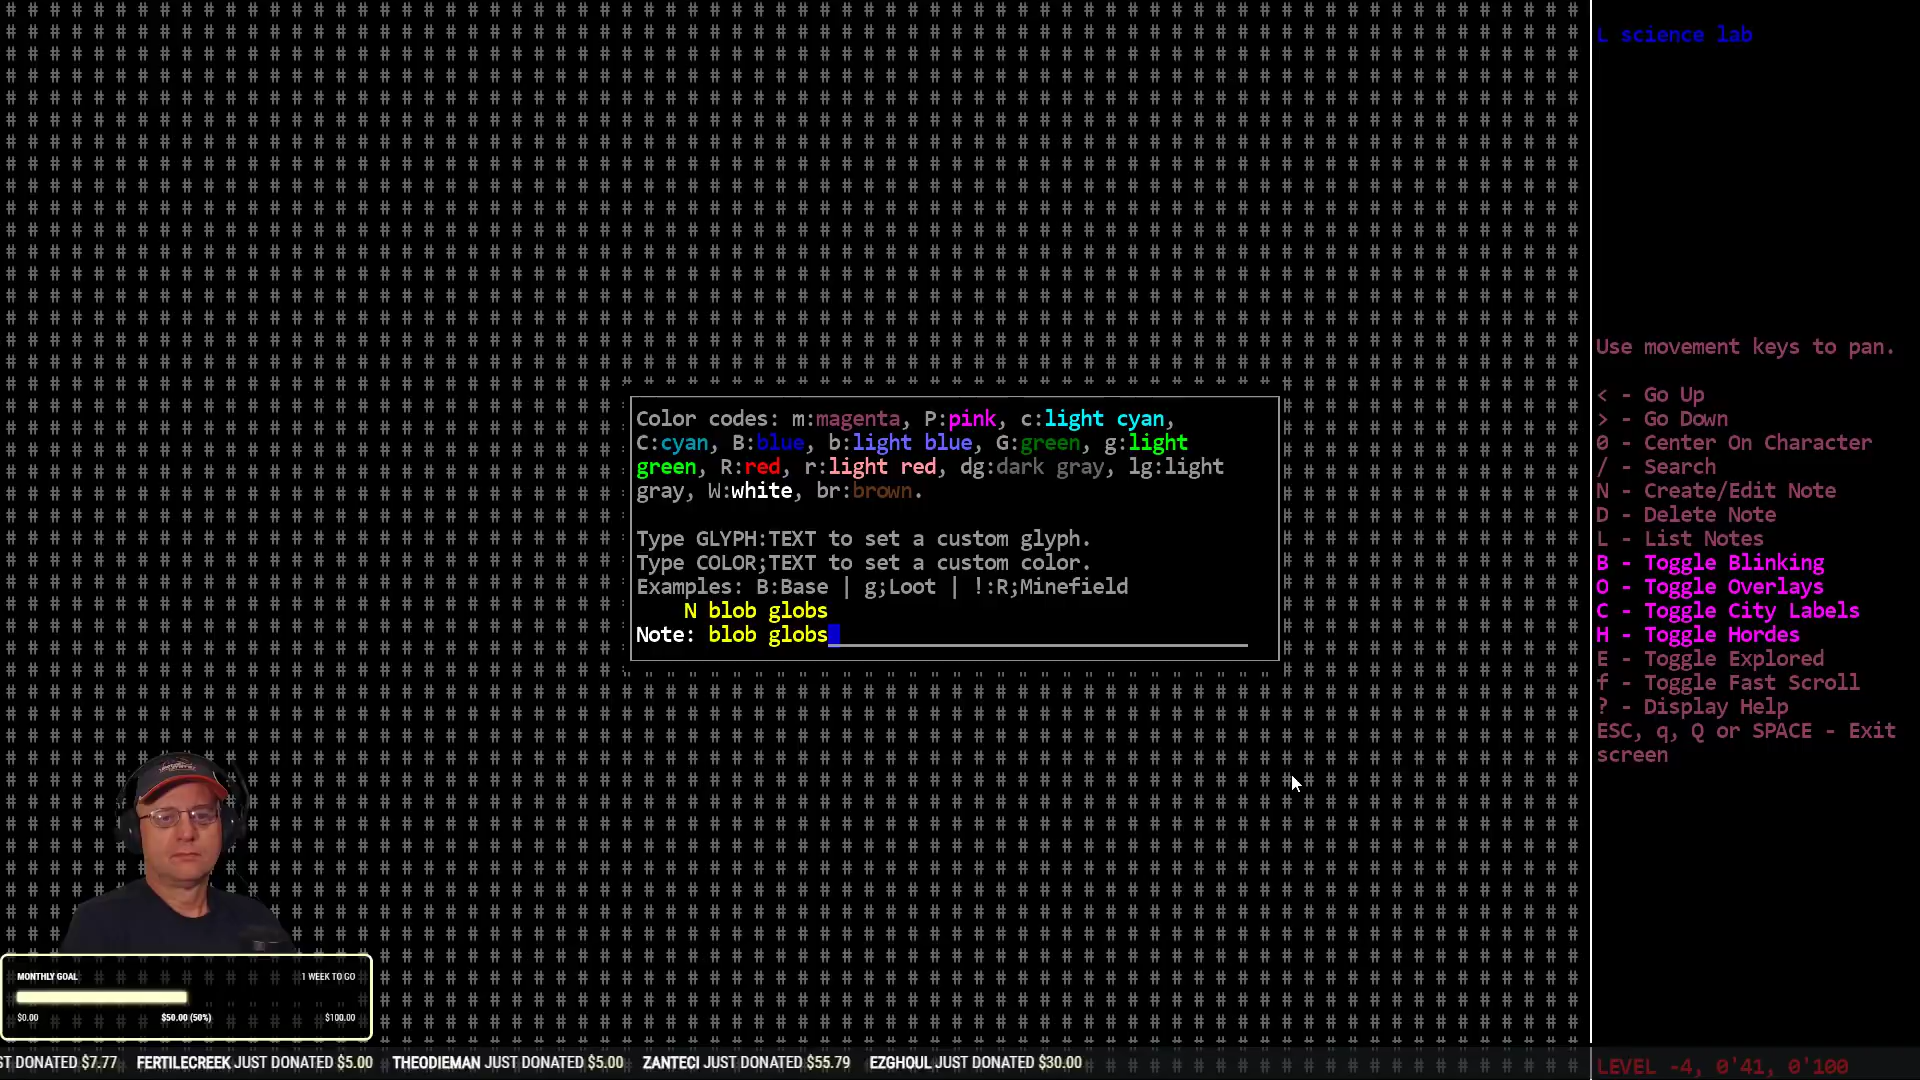 L science lab
Color codes: m:magenta, P:pink, c:light cyan,
C:cyan, B:blue, b:light blue, G:green, g:light
green, R:red, r:light red, dg:dark gray, lg:light
gray, W:white, br:brown.
Type GLYPH:TEXT to set a custom glyph.
Type COLOR;TEXT to set a custom color.
Examples: B:Base | g;Loot | !:R;Minefield
N blob globs
Note: blob globs
Use movement keys to pan.
< - Go Up
> - Go Down
0 - Center On Character
/ - Search
N - Create/Edit Note
D - Delete Note
L - List Notes
B - Toggle Blinking
O - Toggle Overlays
C - Toggle City Labels
H - Toggle Hordes
E - Toggle Explored
f - Toggle Fast Scroll
? - Display Help
ESC, q, Q or SPACE - Exit
screen
MONTHLY GOAL 1 WEEK TO GO
$0.00 $50.00 (50%) $100.00
ST DONATED $7.77 FERTILECREEK JUST DONATED $5.00 THEODIEMAN JUST DONATED $5.00 ZANTECI JUST DONATED $55.79 EZGHOUL JUST DONATED $30.00
LEVEL -4, 0'41, 0'100